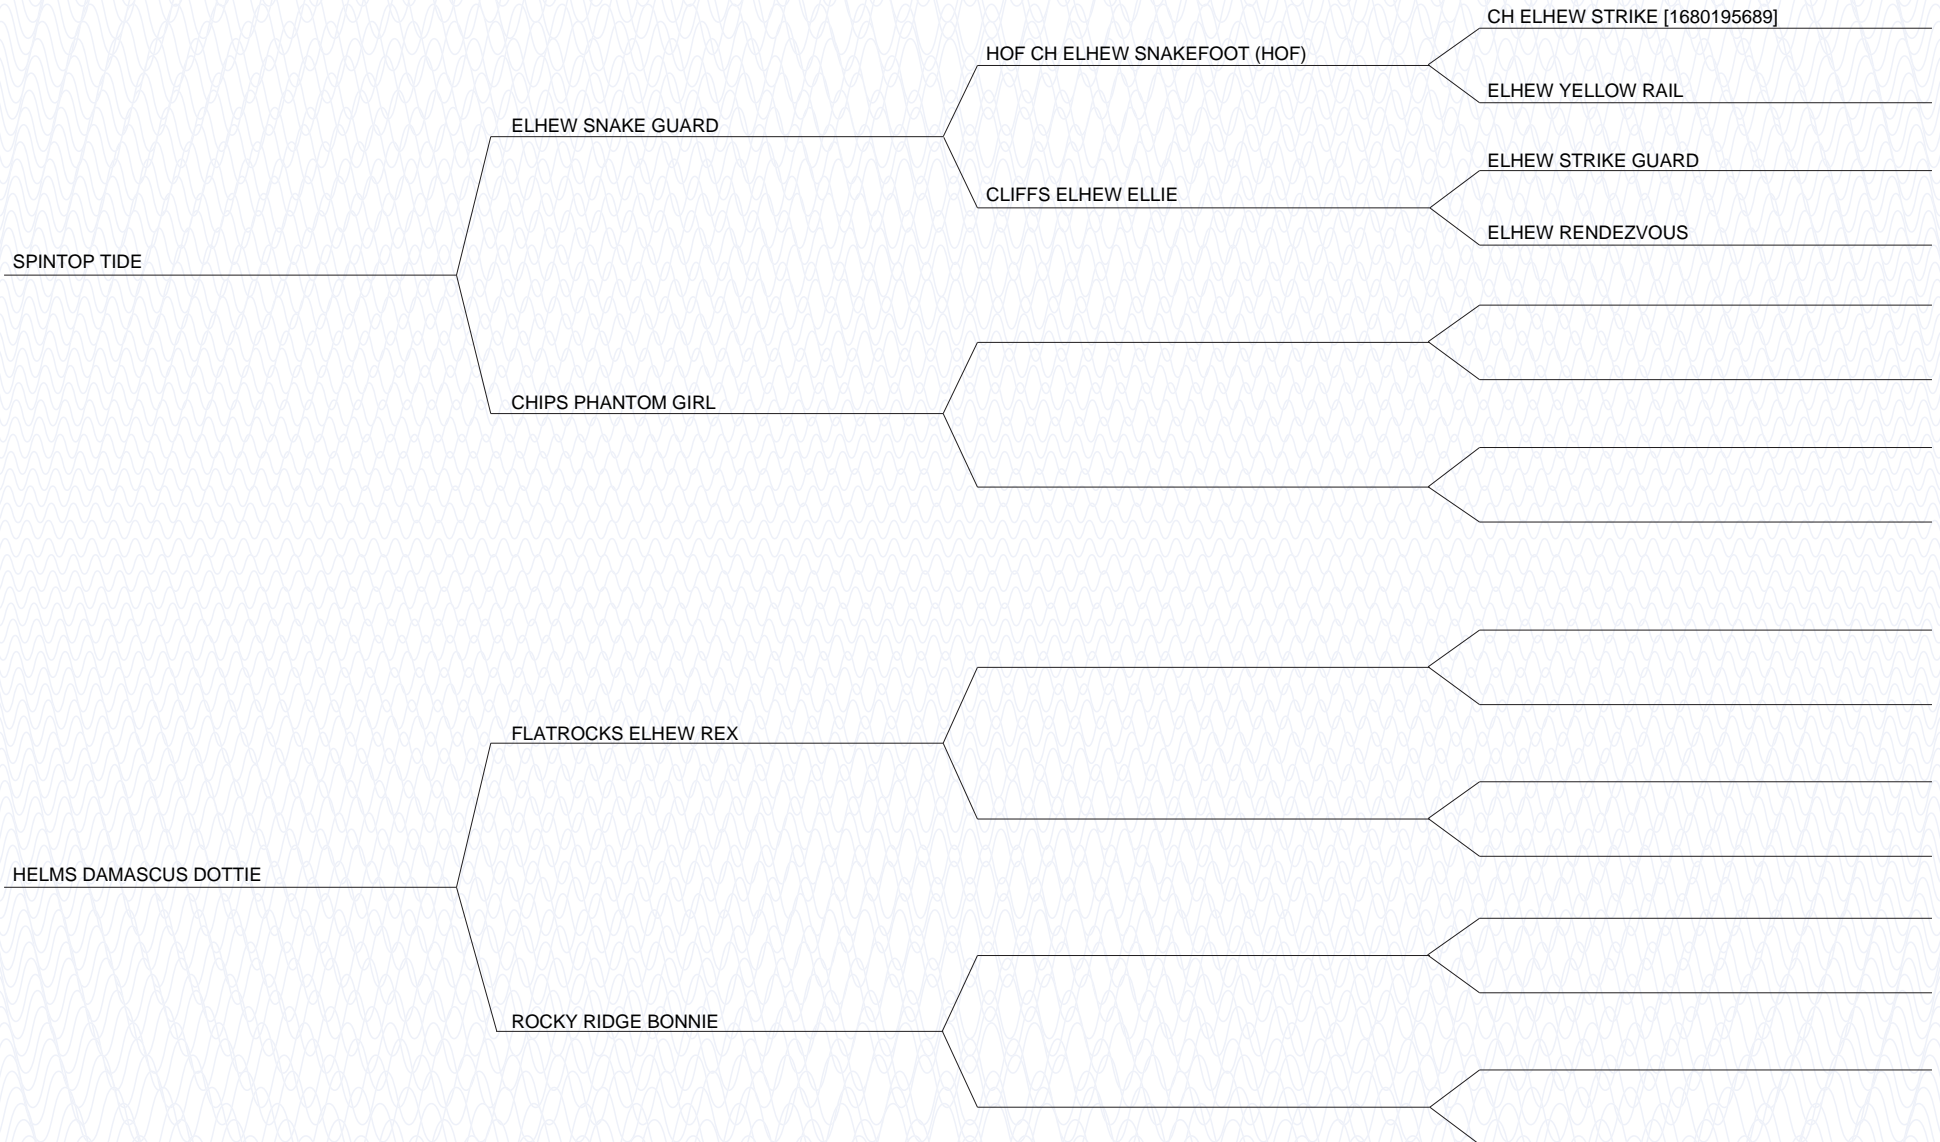 CH ELHEW STRIKE [1680195689]
HOF CH ELHEW SNAKEFOOT (HOF)
ELHEW YELLOW RAIL
ELHEW SNAKE GUARD
ELHEW STRIKE GUARD
CLIFFS ELHEW ELLIE
ELHEW RENDEZVOUS
SPINTOP TIDE
CHIPS PHANTOM GIRL
FLATROCKS ELHEW REX
HELMS DAMASCUS DOTTIE
ROCKY RIDGE BONNIE